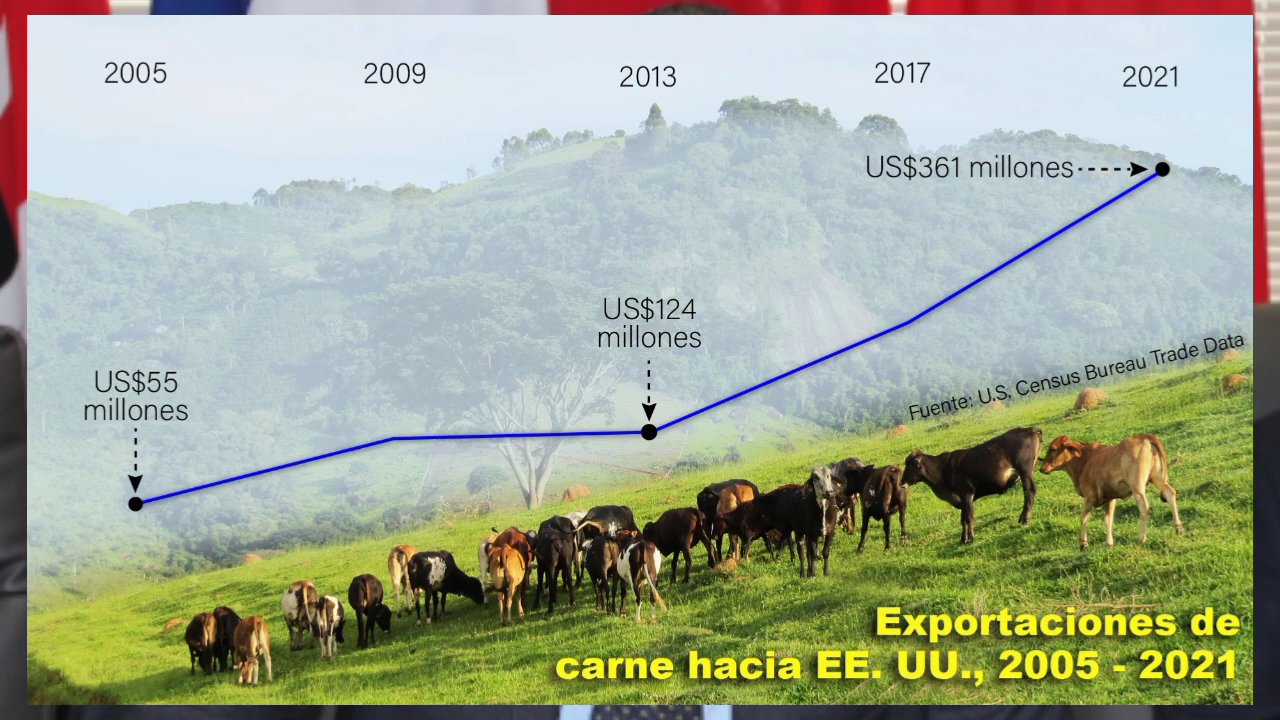 2005
2009
2013
2017
2021
US$361 millones
US$124
millones
US$55
millones
Fuente: U.S. Census Bureau Trade Data
Exportaciones de
carne hacia EE. UU., 2005 - 2021